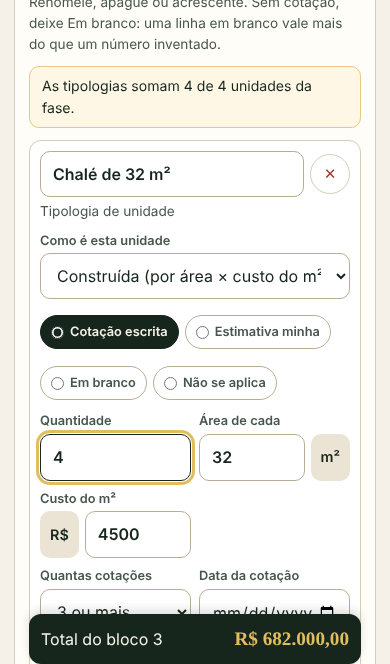 Renomeie, apague ou acrescente. Sem cotação,
deixe Em branco: uma linha em branco vale mais
do que um número inventado.
As tipologias somam 4 de 4 unidades da
fase.
Chalé de 32 m²
×
Tipologia de unidade
Como é esta unidade
Construída (por área × custo do m²
Cotação escrita
Estimativa minha
Em branco
Não se aplica
Quantidade
Área de cada
4
32
m²
Custo do m²
R$
4500
Quantas cotações
Data da cotação
3 ou mais
mm/dd/yyyy
Total do bloco 3
R$ 682.000,00